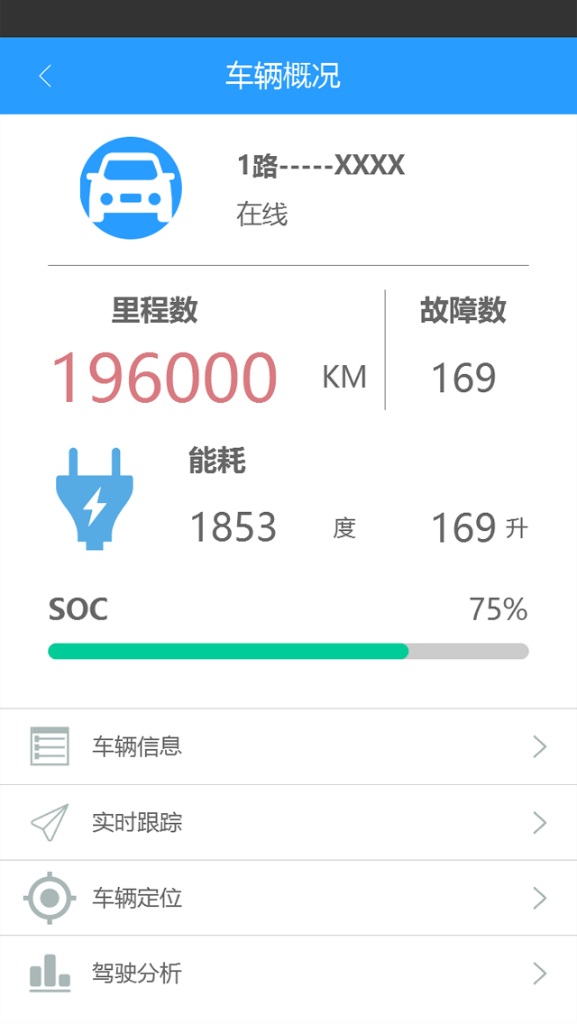 车辆概况
1路-----XXXX
在线
里程数 故障数
196000 KM 169
能耗
1853 度 169 升
SOC 75%
车辆信息
实时跟踪
车辆定位
驾驶分析